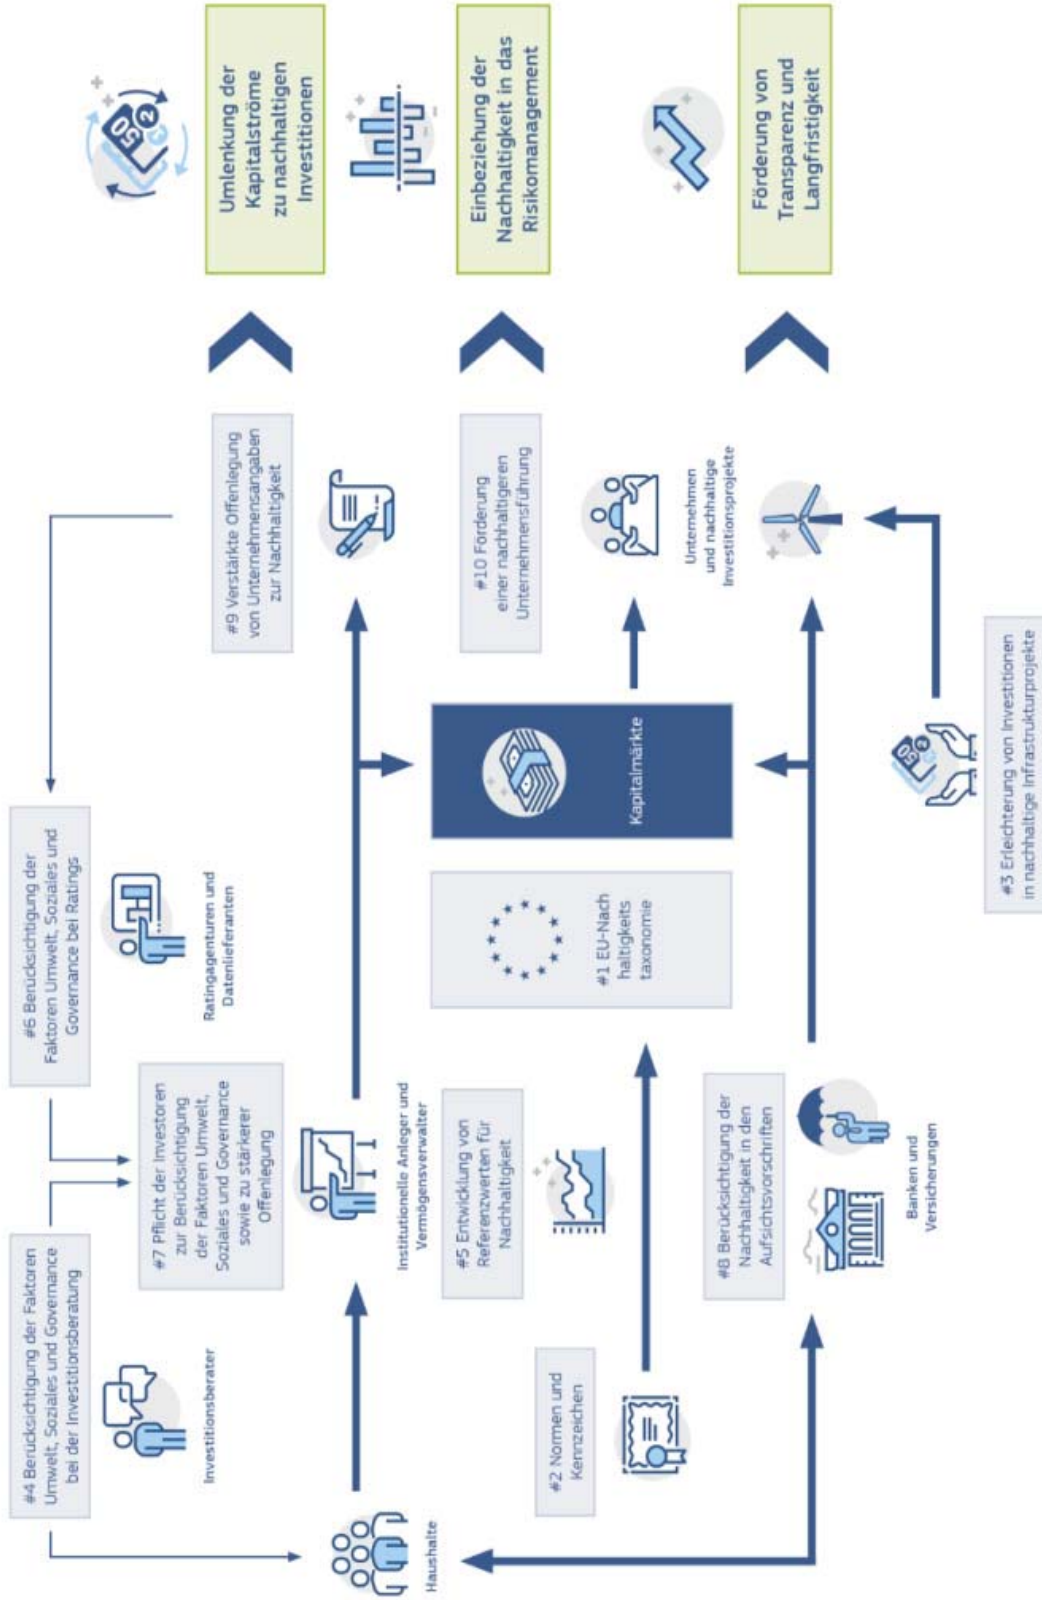 #4 Berücksichtigung der Faktoren
Umwelt, Soziales und Governance
bei der Investitionsberatung
Investitionsberater
#6 Berücksichtigung der
Faktoren Umwelt, Soziales und
Governance bei Ratings
Ratingagenturen und
Datenlieferanten
#7 Pflicht der Investoren
zur Berücksichtigung
der Faktoren Umwelt,
Soziales und Governance
sowie zu stärkerer
Offenlegung
Institutionelle Anleger und
Vermögensverwalter
#9 Verstärkte Offenlegung
von Unternehmensangaben
zur Nachhaltigkeit
50
2
Umlenkung der
Kapitalströme
zu nachhaltigen
Investitionen
Haushalte
#5 Entwicklung von
Referenzwerten für
Nachhaltigkeit
#1 EU-Nach
haltigkeits
taxonomie
Kapitalmärkte
#10 Förderung
einer nachhaltigeren
Unternehmensführung
Einbeziehung der
Nachhaltigkeit in das
Risikomanagement
#2 Normen und
Kennzeichen
Unternehmen
und nachhaltige
Investitionsprojekte
#8 Berücksichtigung der
Nachhaltigkeit in den
Aufsichtsvorschriften
Banken und
Versicherungen
Förderung von
Transparenz und
Langfristigkeit
50
2
#3 Erleichterung von Investitionen
in nachhaltige Infrastrukturprojekte